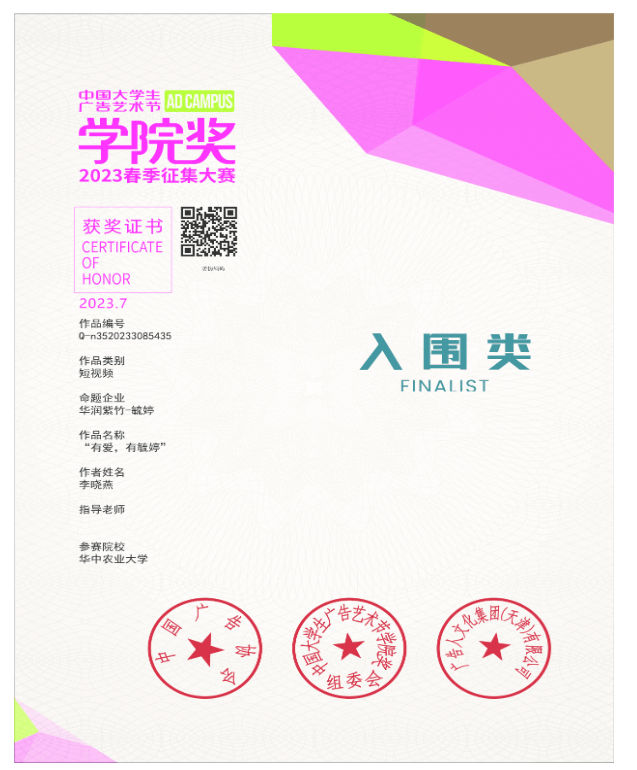 中国大学生
广告艺术节
AD CAMPUS
学院奖
2023春季征集大赛
获奖证书
CERTIFICATE
OF
HONOR
2023.7
作品编号
Q-n3520233085435
作品类别
短视频
命题企业
华润紫竹-毓婷
作品名称
“有爱，有毓婷”
作者姓名
李晓燕
指导老师
参赛院校
华中农业大学
入围类
FINALIST
中国广告协会
中国大学生广告艺术节学院奖
组委会
广告人文化集团(天津)有限公司